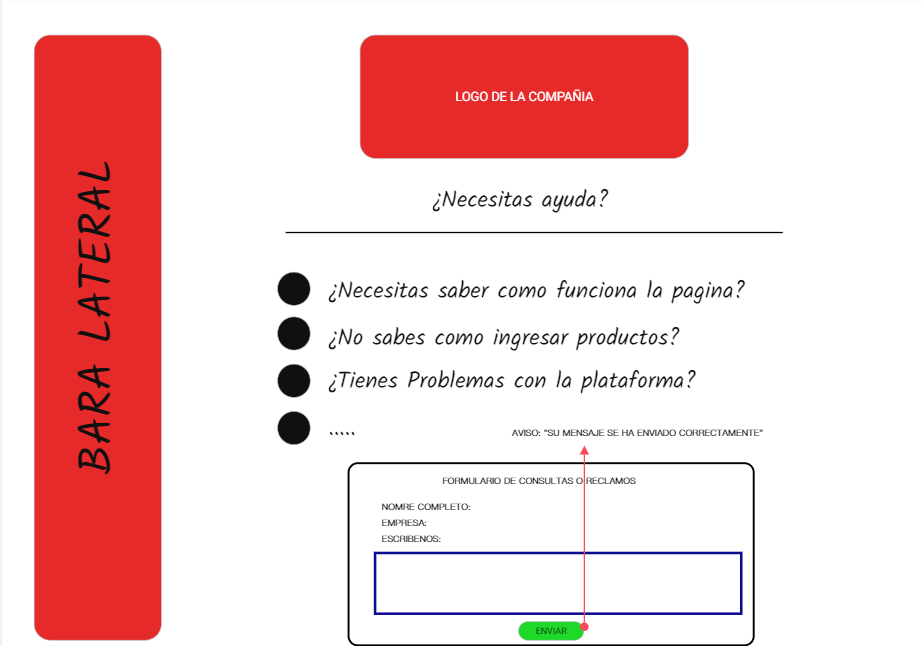 BARA LATERAL
LOGO DE LA COMPAÑIA
¿Necesitas ayuda?
¿Necesitas saber como funciona la pagina?
¿No sabes como ingresar productos?
¿Tienes Problemas con la plataforma?
.....
AVISO: "SU MENSAJE SE HA ENVIADO CORRECTAMENTE"
FORMULARIO DE CONSULTAS O RECLAMOS
NOMRE COMPLETO:
EMPRESA:
ESCRIBENOS:
ENVIAR